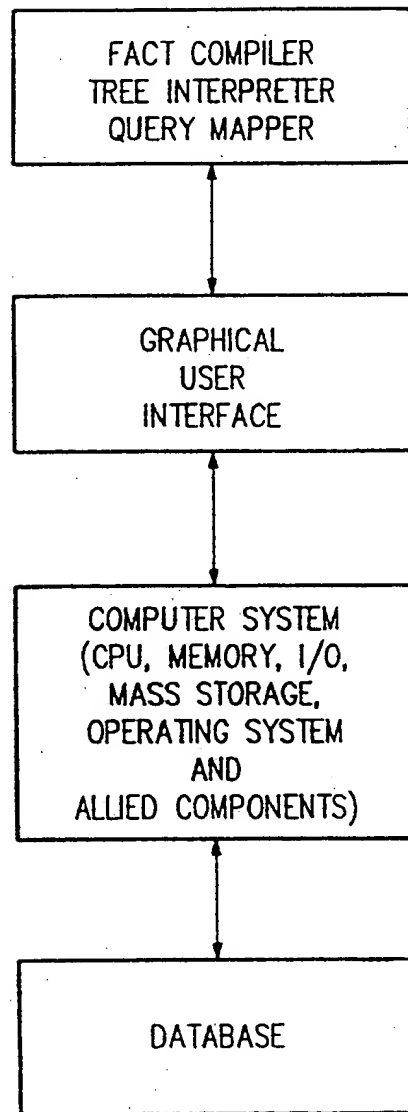 FACT COMPILER
TREE INTERPRETER
QUERY MAPPER
GRAPHICAL
USER
INTERFACE
COMPUTER SYSTEM
(CPU, MEMORY, I/O,
MASS STORAGE,
OPERATING SYSTEM
AND
ALLIED COMPONENTS)
DATABASE